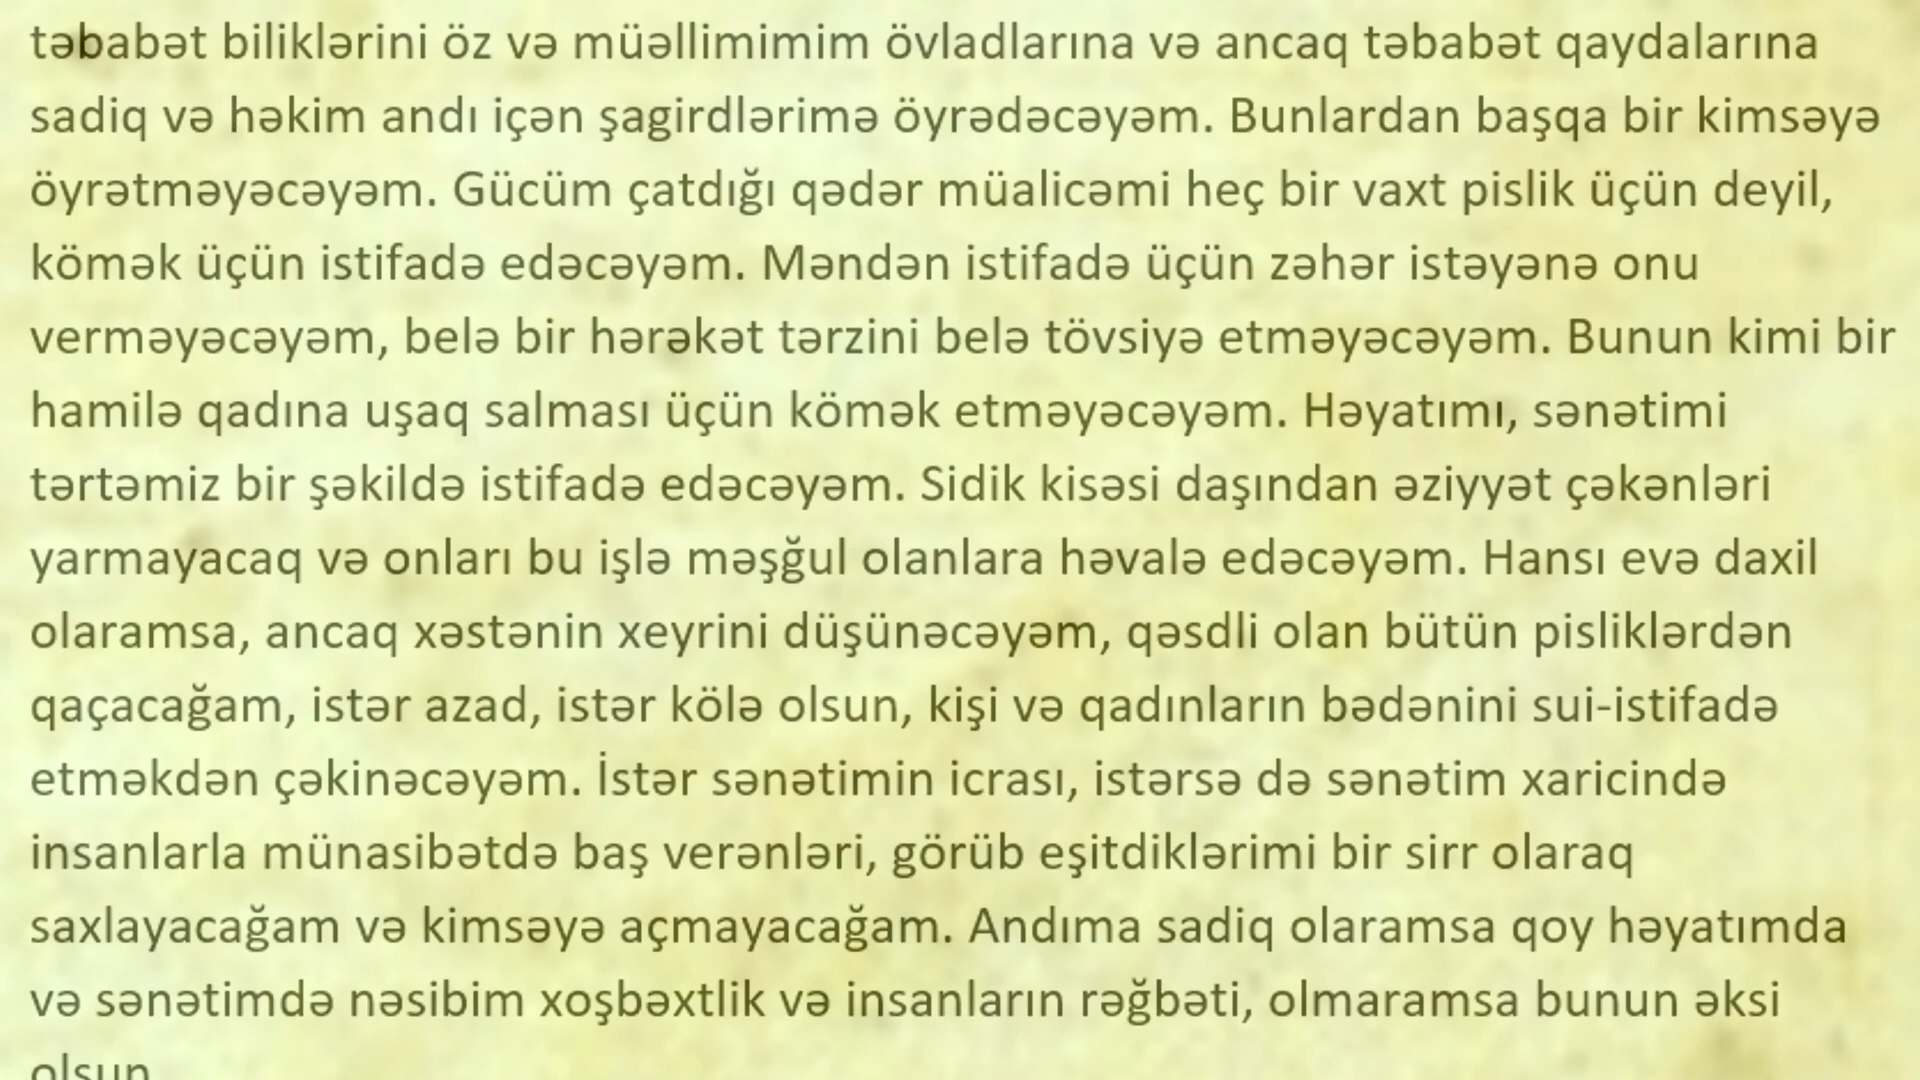 təbabət biliklərini öz və müəllimimim övladlarına və ancaq təbabət qaydalarına
sadiq və həkim andı içən şagirdlərimə öyrədəcəyəm. Bunlardan başqa bir kimsəyə
öyrətməyəcəyəm. Gücüm çatdığı qədər müalicəmi heç bir vaxt pislik üçün deyil,
kömək üçün istifadə edəcəyəm. Məndən istifadə üçün zəhər istəyənə onu
verməyəcəyəm, belə bir hərəkət tərzini belə tövsiyə etməyəcəyəm. Bunun kimi bir
hamilə qadına uşaq salması üçün kömək etməyəcəyəm. Həyatımı, sənətimi
tərtəmiz bir şəkildə istifadə edəcəyəm. Sidik kisəsi daşından əziyyət çəkənləri
yarmayacaq və onları bu işlə məşğul olanlara həvalə edəcəyəm. Hansı evə daxil
olaramsa, ancaq xəstənin xeyrini düşünəcəyəm, qəsdli olan bütün pisliklərdən
qaçacağam, istər azad, istər kölə olsun, kişi və qadınların bədənini sui-istifadə
etməkdən çəkinəcəyəm. İstər sənətimin icrası, istərsə də sənətim xaricində
insanlarla münasibətdə baş verənləri, görüb eşitdiklərimi bir sirr olaraq
saxlayacağam və kimsəyə açmayacağam. Andıma sadiq olaramsa qoy həyatımda
və sənətimdə nəsibim xoşbəxtlik və insanların rəğbəti, olmaramsa bunun əksi
olsun